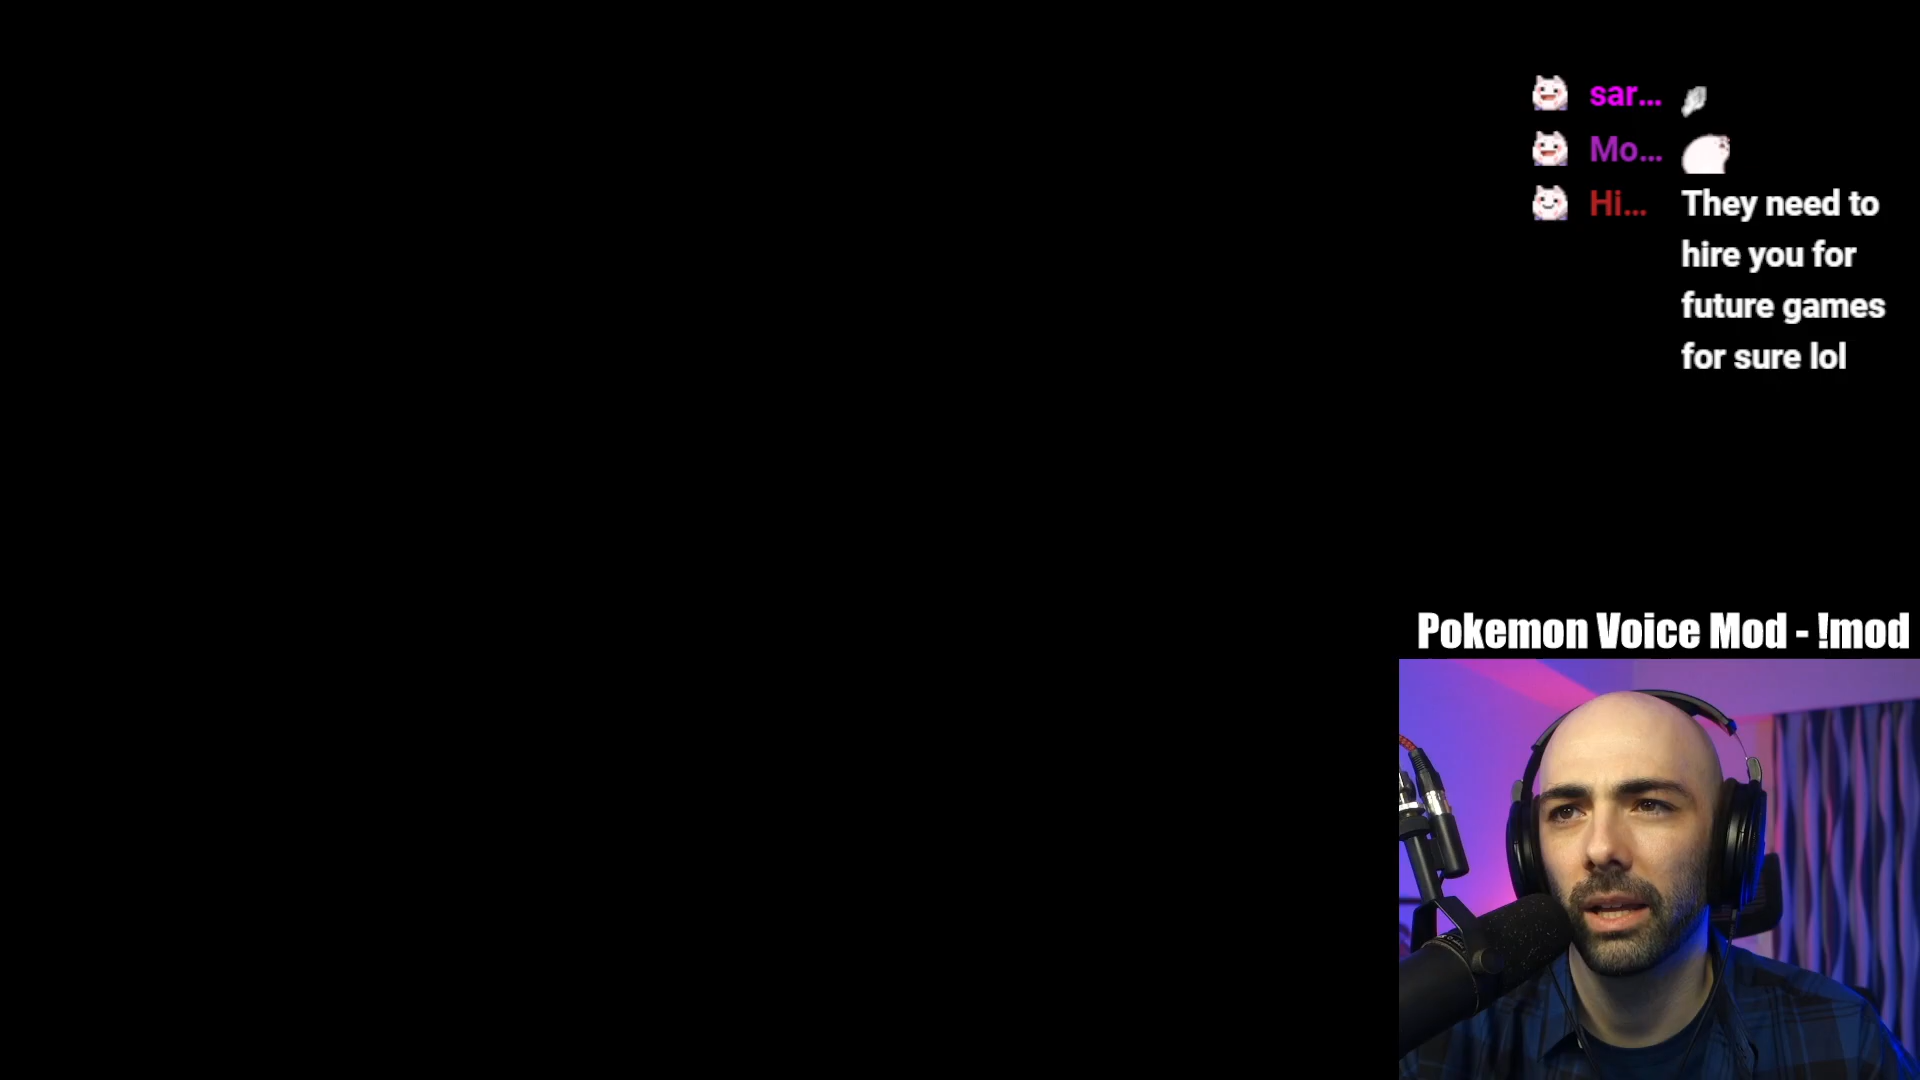 sar...
Mo...
Hi... They need to
hire you for
future games
for sure lol
Pokemon Voice Mod - !mod